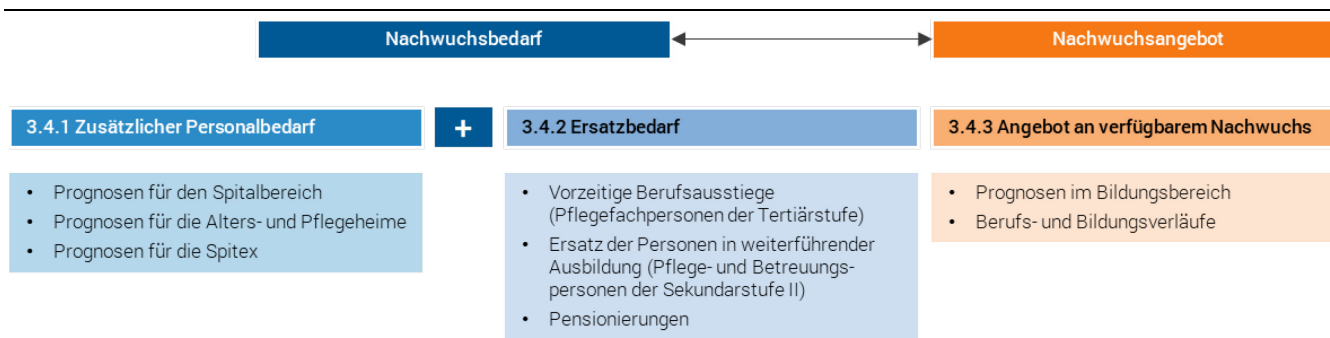 Nachwuchsbedarf
Nachwuchsangebot
3.4.1 Zusätzlicher Personalbedarf
+
3.4.2 Ersatzbedarf
3.4.3 Angebot an verfügbarem Nachwuchs
• Prognosen für den Spitalbereich
• Prognosen für die Alters- und Pflegeheime
• Prognosen für die Spitex
• Vorzeitige Berufsausstiege
(Pflegefachpersonen der Tertiärstufe)
• Ersatz der Personen in weiterführender
Ausbildung (Pflege- und Betreuungs-
personen der Sekundarstufe II)
• Pensionierungen
• Prognosen im Bildungsbereich
• Berufs- und Bildungsverläufe